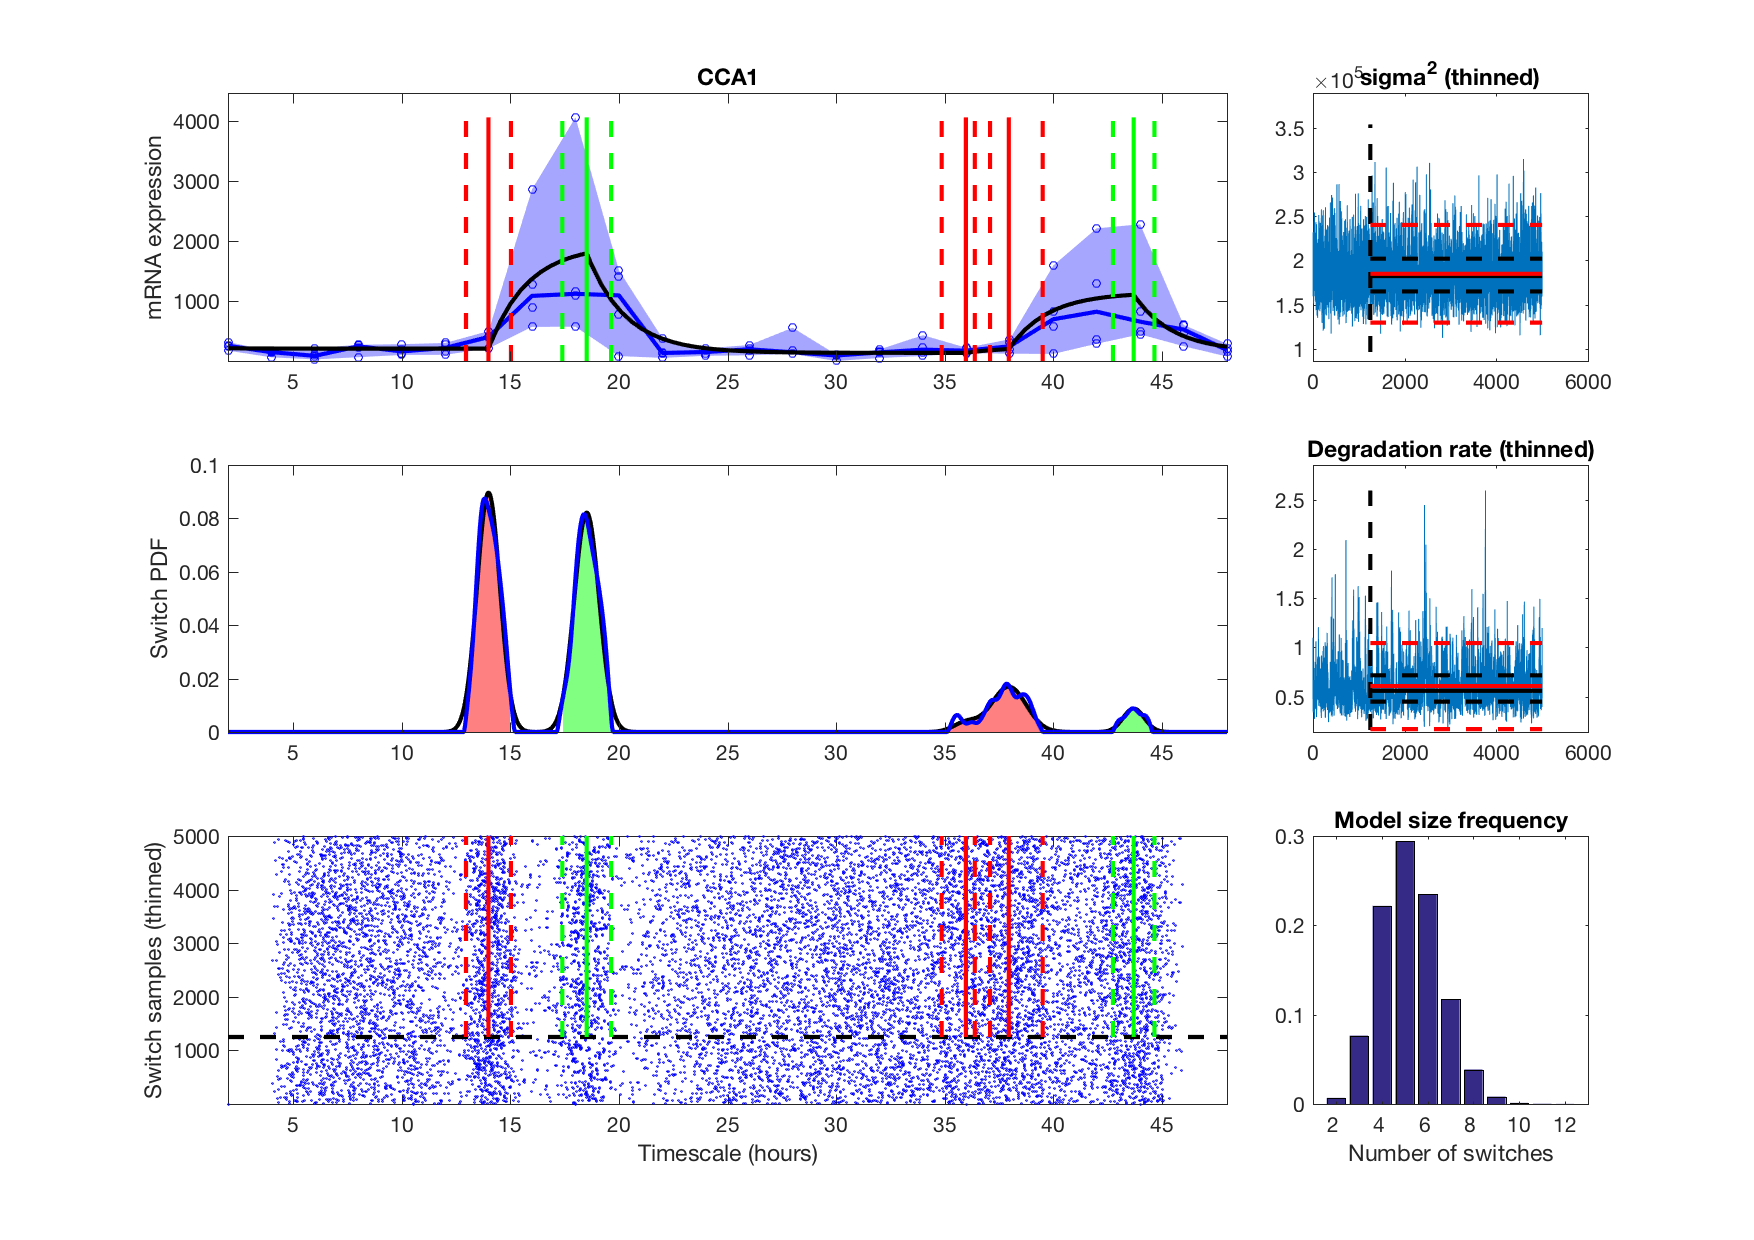 CCA1
mRNA expression
4000
3000
2000
1000
5 10 15 20 25 30 35 40 45
×10^5 sigma^2 (thinned)
3.5
3
2.5
2
1.5
1
0 2000 4000 6000
Switch PDF
0.1
0.08
0.06
0.04
0.02
0
5 10 15 20 25 30 35 40 45
Degradation rate (thinned)
2.5
2
1.5
1
0.5
0 2000 4000 6000
Switch samples (thinned)
5000
4000
3000
2000
1000
5 10 15 20 25 30 35 40 45
Timescale (hours)
Model size frequency
0.3
0.2
0.1
0
2 4 6 8 10 12
Number of switches